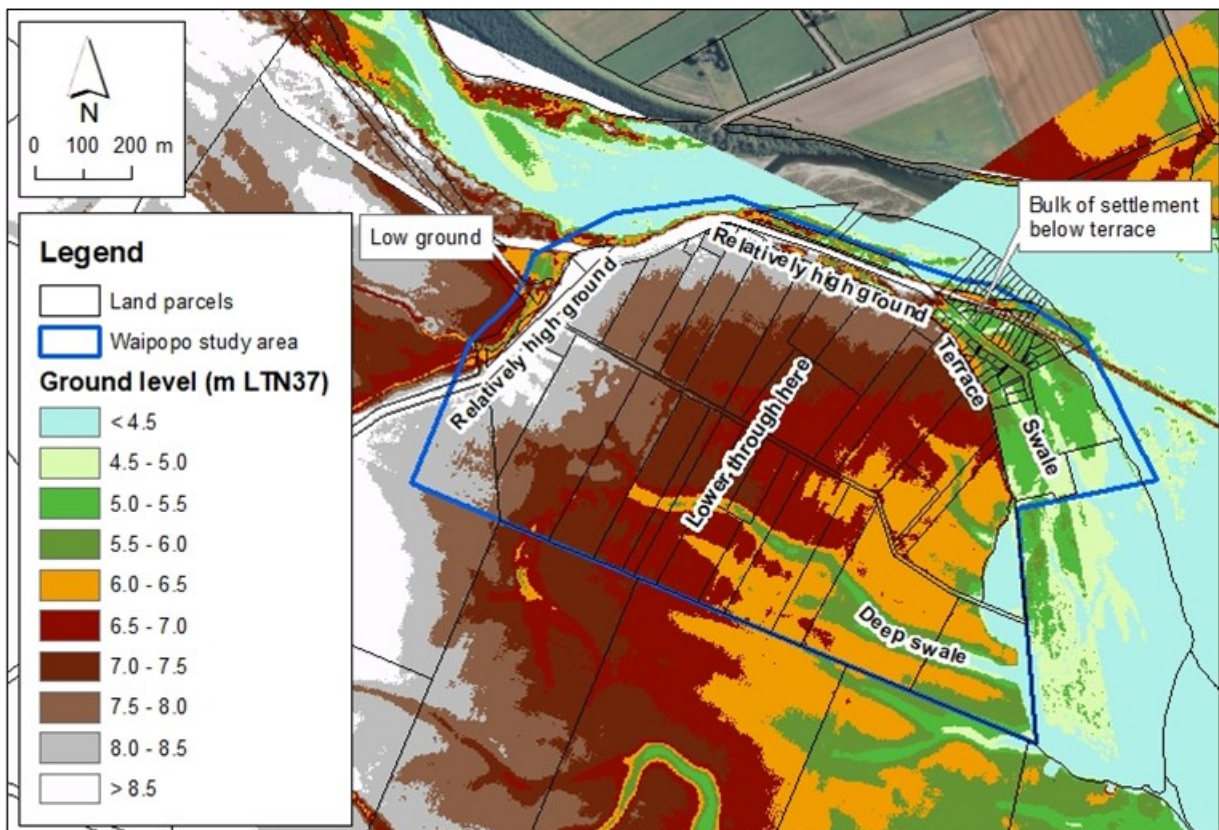 N
0 100 200 m
Legend
Land parcels
Waipopo study area
Ground level (m LTN37)
< 4.5
4.5 - 5.0
5.0 - 5.5
5.5 - 6.0
6.0 - 6.5
6.5 - 7.0
7.0 - 7.5
7.5 - 8.0
8.0 - 8.5
> 8.5
Low ground
Relatively high ground
Relatively high ground
Bulk of settlement
below terrace
Terrace
Swale
Lower through here
Deep swale